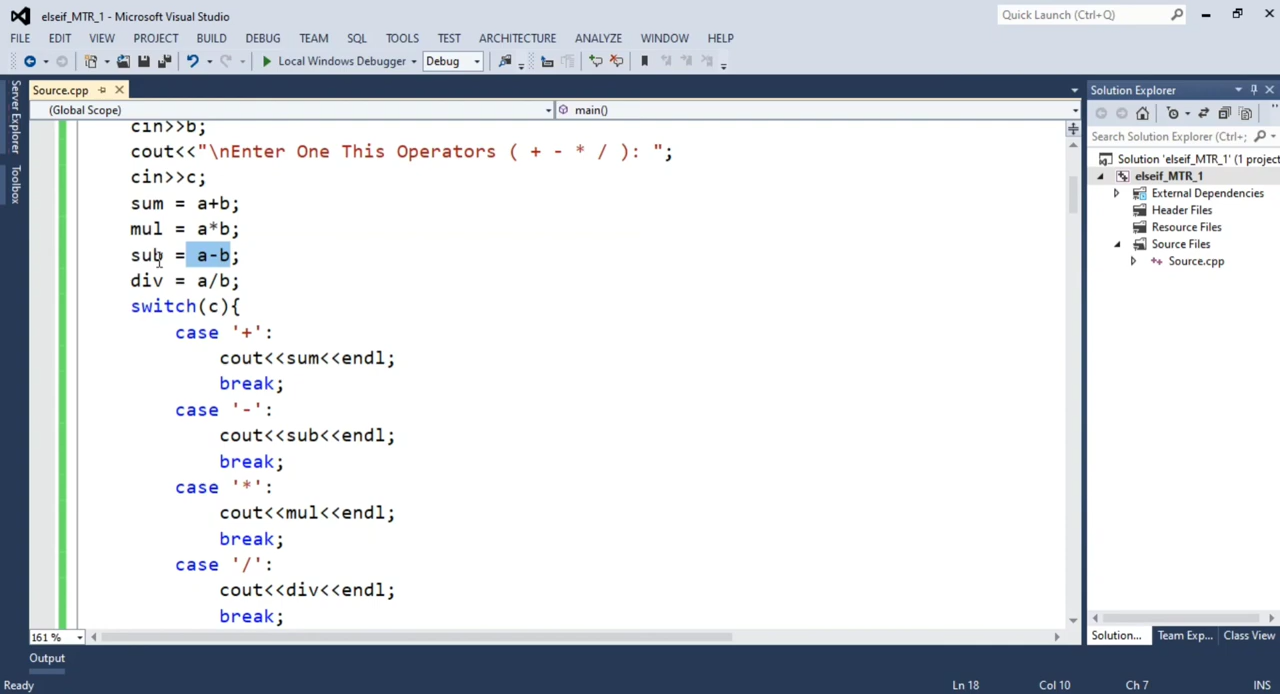 elseif_MTR_1 - Microsoft Visual Studio
Quick Launch (Ctrl+Q)
FILE EDIT VIEW PROJECT BUILD DEBUG TEAM SQL TOOLS TEST ARCHITECTURE ANALYZE WINDOW HELP
Local Windows Debugger Debug
Source.cpp
Solution Explorer
(Global Scope) main()
Server Explorer
Toolbox
Search Solution Explorer (Ctrl+;
Solution 'elseif_MTR_1' (1 project
elseif_MTR_1
External Dependencies
Header Files
Resource Files
Source Files
Source.cpp
cin>>b;
cout<<"\nEnter One This Operators ( + - * / ): ";
cin>>c;
sum = a+b;
mul = a*b;
sub = a-b;
div = a/b;
switch(c){
case '+':
cout<<sum<<endl;
break;
case '-':
cout<<sub<<endl;
break;
case '*':
cout<<mul<<endl;
break;
case '/':
cout<<div<<endl;
break;
161 %
Solution... Team Exp... Class View
Output
Ready Ln 18 Col 10 Ch 7 INS